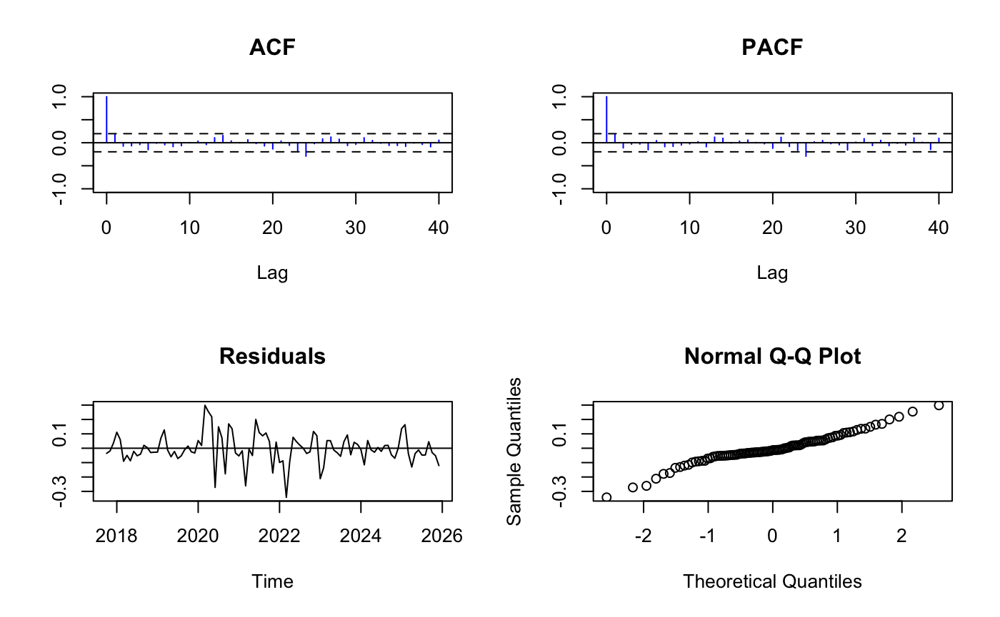 ACF
1.0
0.0
-1.0
0 10 20 30 40
Lag
PACF
1.0
0.0
-1.0
0 10 20 30 40
Lag
Residuals
0.1
-0.3
2018 2020 2022 2024 2026
Time
Normal Q-Q Plot
Sample Quantiles
0.1
-0.3
-2 -1 0 1 2
Theoretical Quantiles